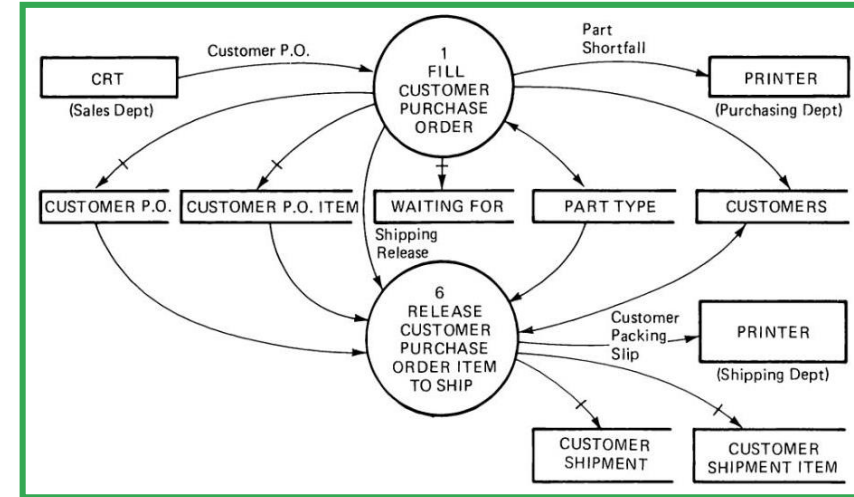 Customer P.O.
Part
Shortfall
1
FILL
CUSTOMER
PURCHASE
ORDER
CRT
PRINTER
(Sales Dept)
(Purchasing Dept)
CUSTOMER P.O.
CUSTOMER P.O. ITEM
WAITING FOR
PART TYPE
CUSTOMERS
Shipping
Release
6
RELEASE
CUSTOMER
PURCHASE
ORDER ITEM
TO SHIP
Customer
Packing
Slip
PRINTER
(Shipping Dept)
CUSTOMER
SHIPMENT
CUSTOMER
SHIPMENT ITEM